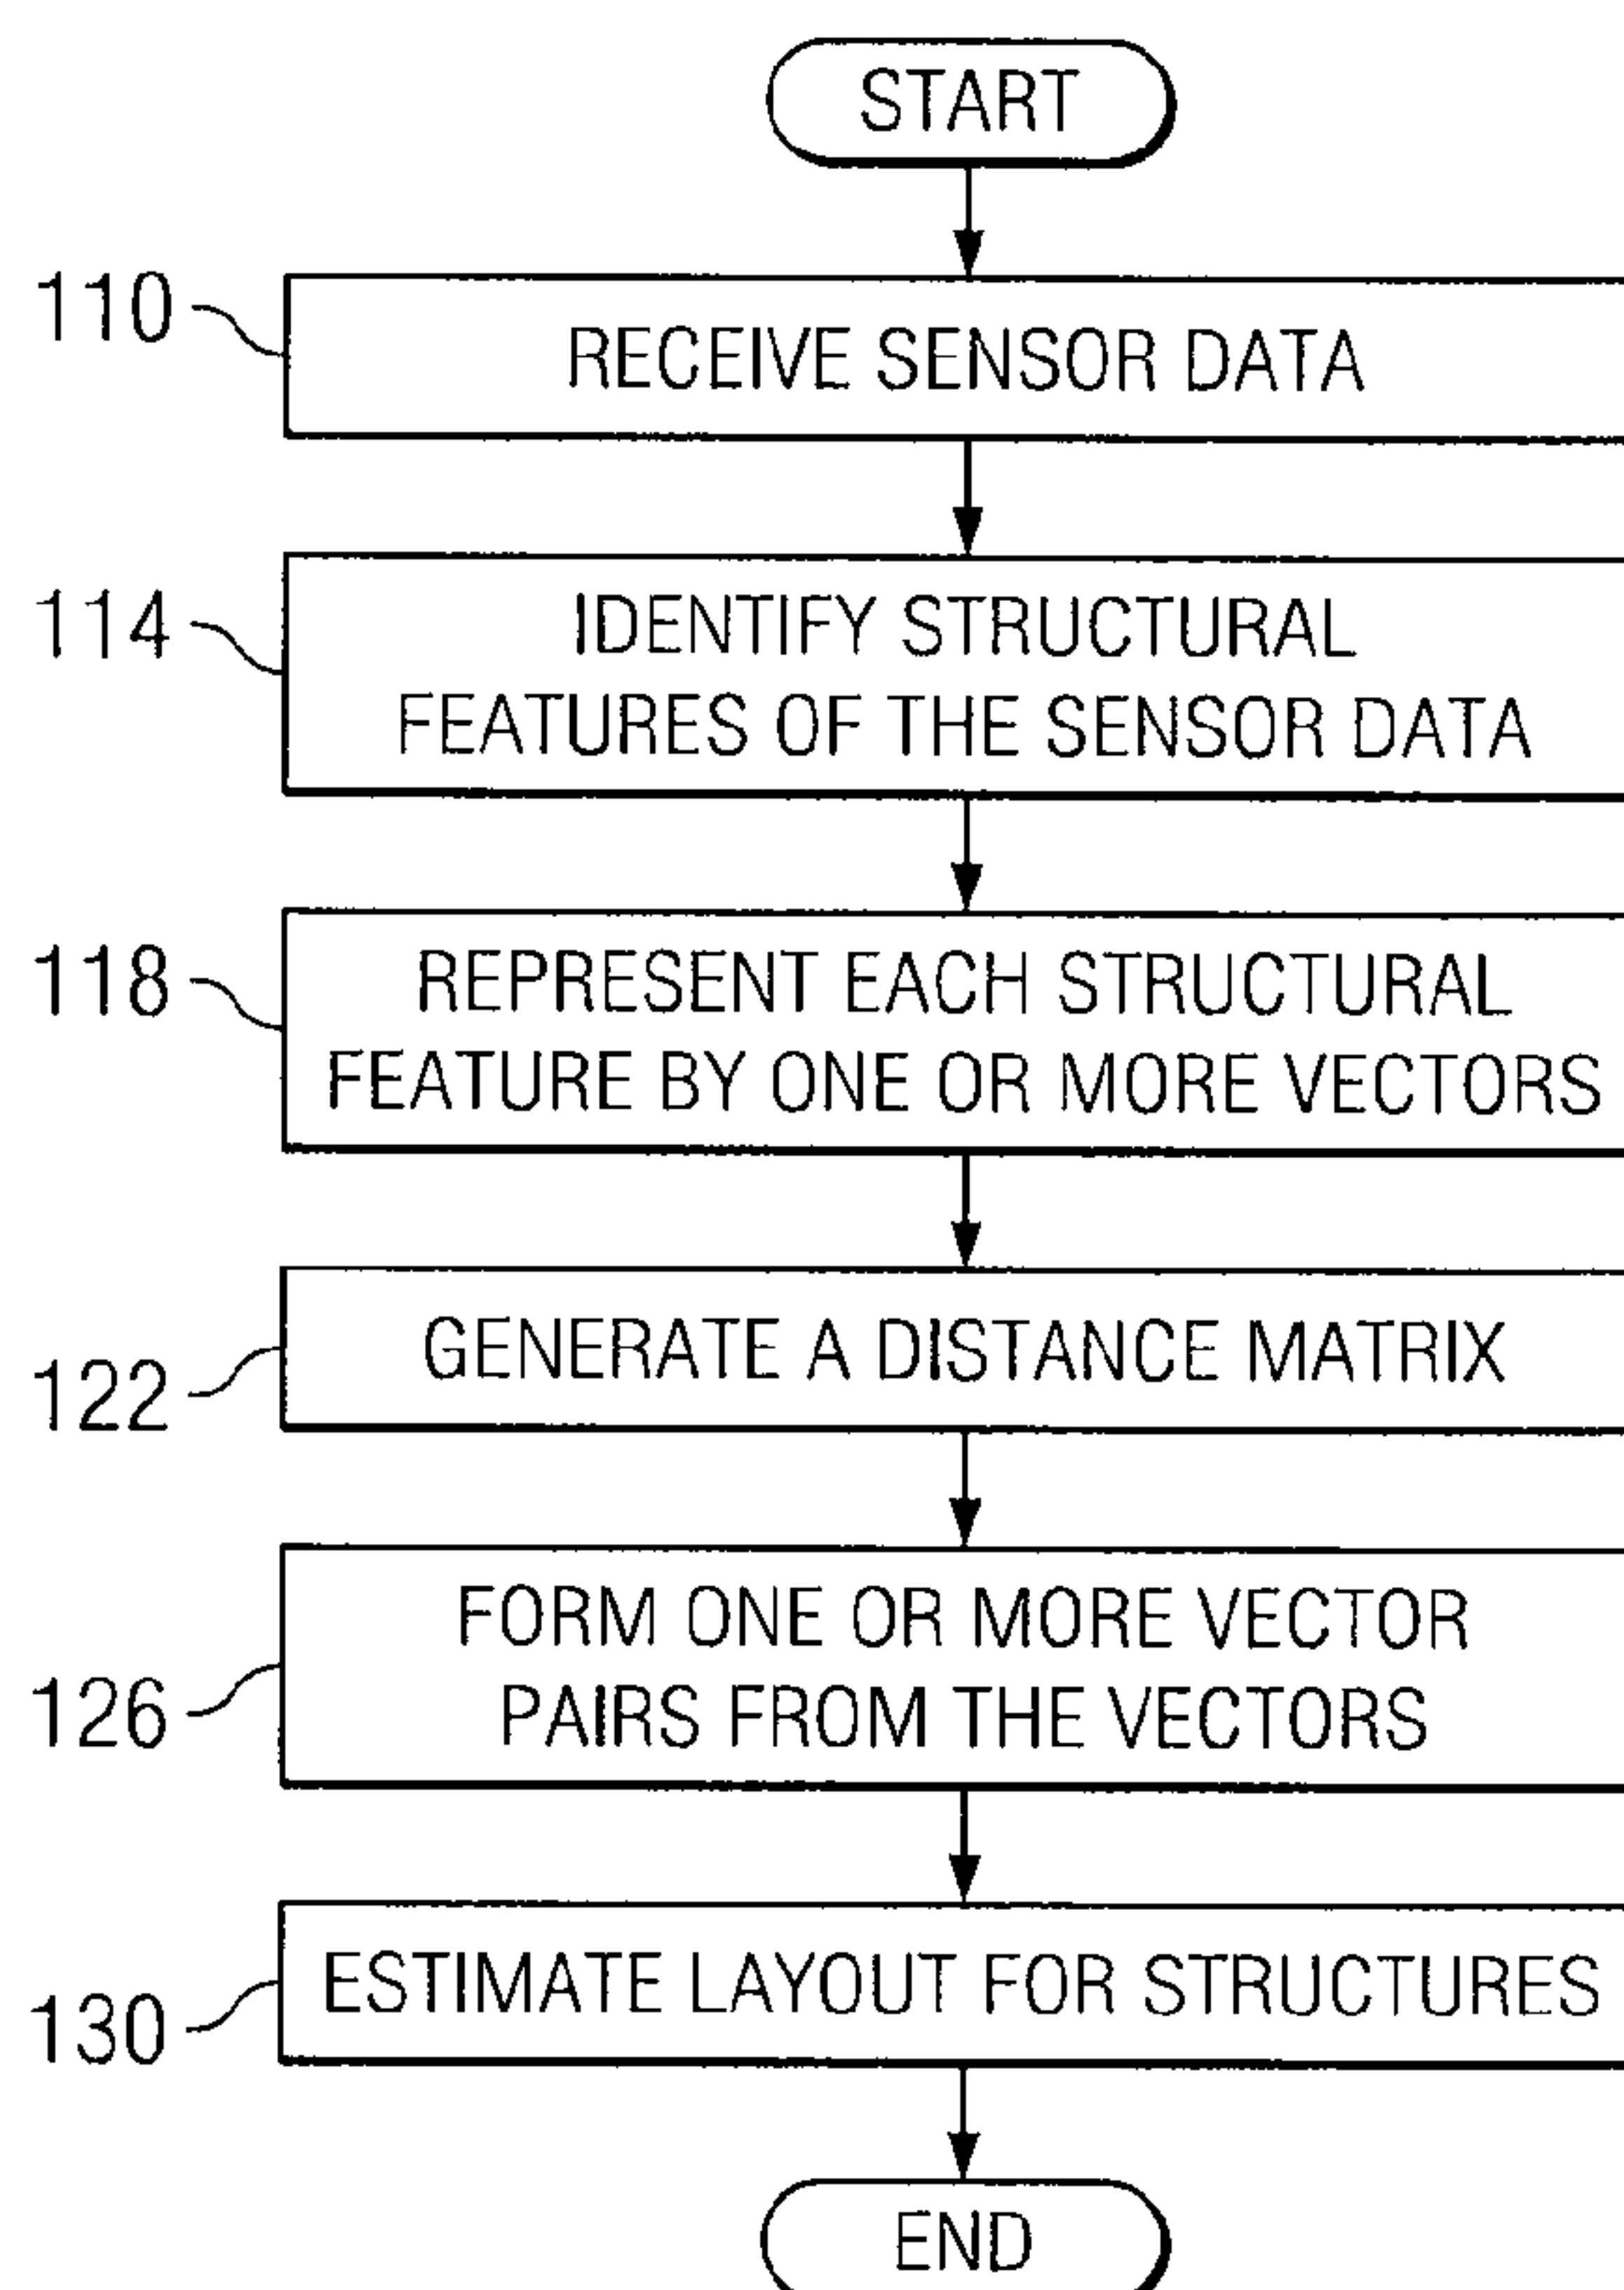 START
110
RECEIVE SENSOR DATA
114
IDENTIFY STRUCTURAL
FEATURES OF THE SENSOR DATA
118
REPRESENT EACH STRUCTURAL
FEATURE BY ONE OR MORE VECTORS
122
GENERATE A DISTANCE MATRIX
126
FORM ONE OR MORE VECTOR
PAIRS FROM THE VECTORS
130
ESTIMATE LAYOUT FOR STRUCTURES
END